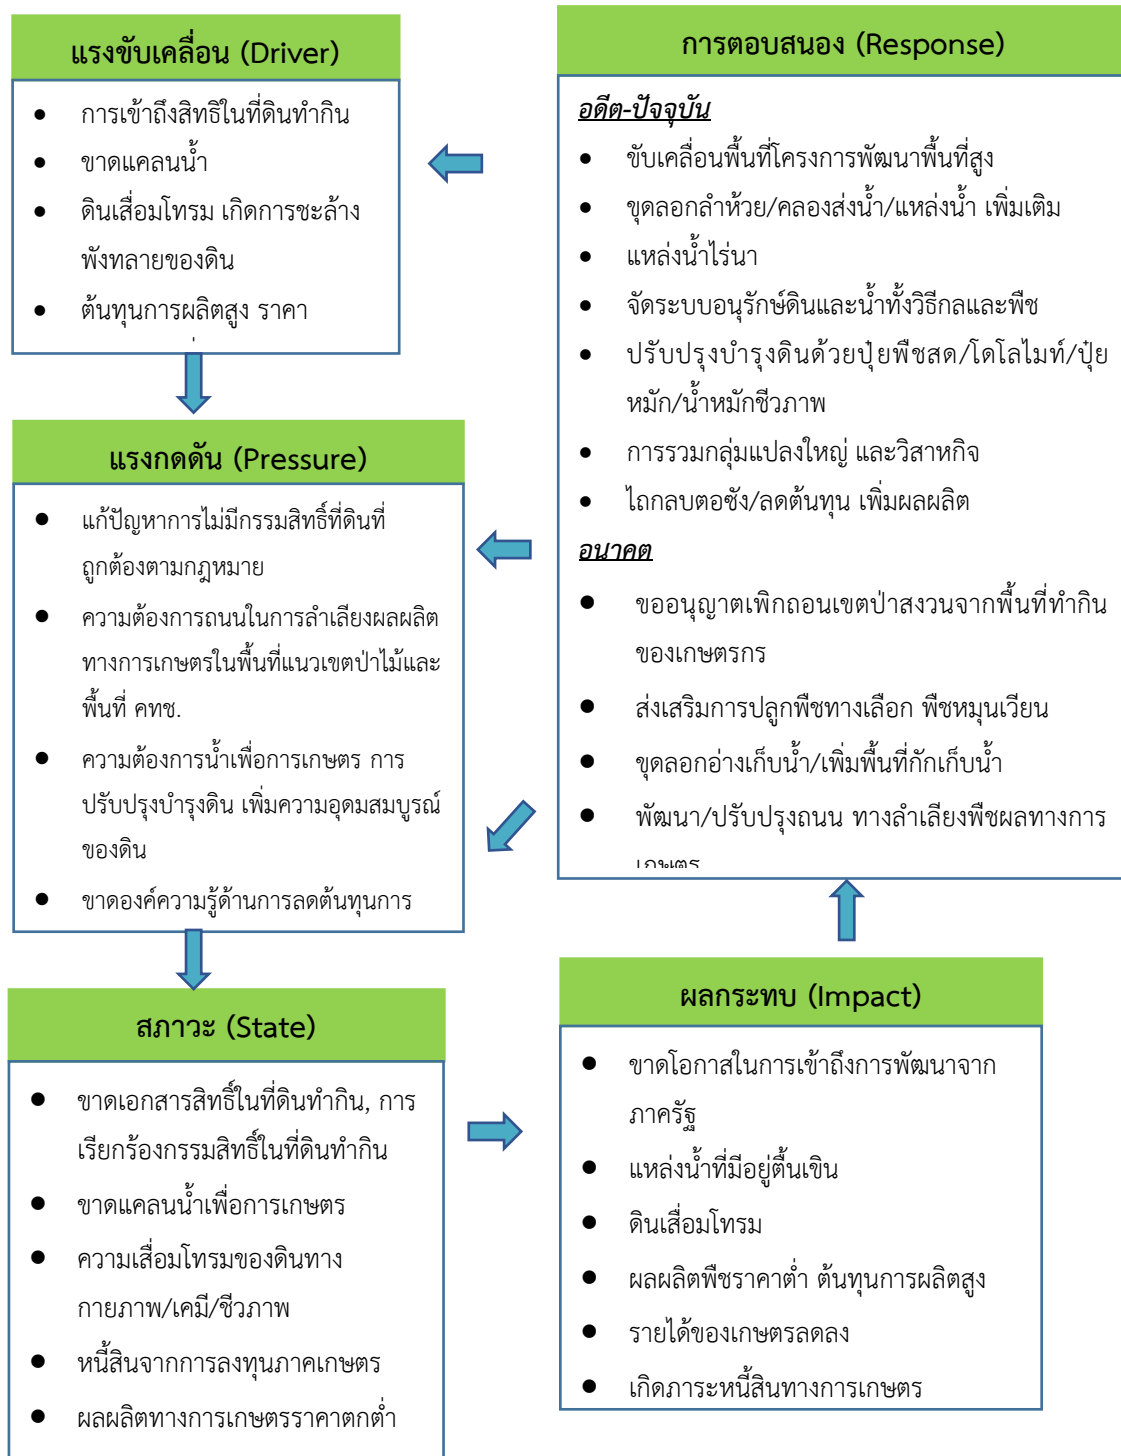 แรงขับเคลื่อน (Driver)
การเข้าถึงสิทธิในที่ดินทำกิน
ขาดแคลนน้ำ
ดินเสื่อมโทรม เกิดการชะล้าง
พังทลายของดิน
ต้นทุนการผลิตสูง ราคา
แรงกดดัน (Pressure)
แก้ปัญหาการไม่มีกรรมสิทธิ์ที่ดินที่
ถูกต้องตามกฎหมาย
ความต้องการถนนในการลำเลียงผลผลิต
ทางการเกษตรในพื้นที่แนวเขตป่าไม้และ
พื้นที่ คทช.
ความต้องการน้ำเพื่อการเกษตร การ
ปรับปรุงบำรุงดิน เพิ่มความอุดมสมบูรณ์
ของดิน
ขาดองค์ความรู้ด้านการลดต้นทุนการ
สภาวะ (State)
ขาดเอกสารสิทธิ์ในที่ดินทำกิน, การ
เรียกร้องกรรมสิทธิ์ในที่ดินทำกิน
ขาดแคลนน้ำเพื่อการเกษตร
ความเสื่อมโทรมของดินทาง
กายภาพ/เคมี/ชีวภาพ
หนี้สินจากการลงทุนภาคเกษตร
ผลผลิตทางการเกษตรราคาตกต่ำ
การตอบสนอง (Response)
อดีต-ปัจจุบัน
ขับเคลื่อนพื้นที่โครงการพัฒนาพื้นที่สูง
ขุดลอกลำห้วย/คลองส่งน้ำ/แหล่งน้ำ เพิ่มเติม
แหล่งน้ำไร่นา
จัดระบบอนุรักษ์ดินและน้ำทั้งวิธีกลและพืช
ปรับปรุงบำรุงดินด้วยปุ๋ยพืชสด/โดโลไมท์/ปุ๋ย
หมัก/น้ำหมักชีวภาพ
การรวมกลุ่มแปลงใหญ่ และวิสาหกิจ
ไถกลบตอซัง/ลดต้นทุน เพิ่มผลผลิต
อนาคต
ขออนุญาตเพิกถอนเขตป่าสงวนจากพื้นที่ทำกิน
ของเกษตรกร
ส่งเสริมการปลูกพืชทางเลือก พืชหมุนเวียน
ขุดลอกอ่างเก็บน้ำ/เพิ่มพื้นที่กักเก็บน้ำ
พัฒนา/ปรับปรุงถนน ทางลำเลียงพืชผลทางการ
เกษตร
ผลกระทบ (Impact)
ขาดโอกาสในการเข้าถึงการพัฒนาจาก
ภาครัฐ
แหล่งน้ำที่มีอยู่ตื้นเขิน
ดินเสื่อมโทรม
ผลผลิตพืชราคาต่ำ ต้นทุนการผลิตสูง
รายได้ของเกษตรลดลง
เกิดภาระหนี้สินทางการเกษตร